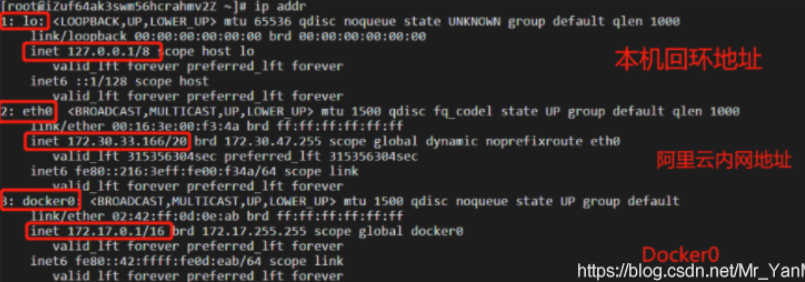 [root@iZuf64ak3swm56hcrahmv2Z ~]# ip addr
1: lo: <LOOPBACK,UP,LOWER_UP> mtu 65536 qdisc noqueue state UNKNOWN group default qlen 1000
link/loopback 00:00:00:00:00:00 brd 00:00:00:00:00:00
inet 127.0.0.1/8 scope host lo
valid_lft forever preferred_lft forever
本机回环地址
inet6 ::1/128 scope host
valid_lft forever preferred_lft forever
2: eth0: <BROADCAST,MULTICAST,UP,LOWER_UP> mtu 1500 qdisc fq_codel state UP group default qlen 1000
link/ether 00:16:3e:00:f3:4a brd ff:ff:ff:ff:ff:ff
inet 172.30.33.166/20 brd 172.30.47.255 scope global dynamic noprefixroute eth0
valid_lft 315356304sec preferred_lft 315356304sec
阿里云内网地址
inet6 fe80::216:3eff:fe00:f34a/64 scope link
valid_lft forever preferred_lft forever
3: docker0: <BROADCAST,MULTICAST,UP,LOWER_UP> mtu 1500 qdisc noqueue state UP group default
link/ether 02:42:ff:0d:0e:ab brd ff:ff:ff:ff:ff:ff
inet 172.17.0.1/16 brd 172.17.255.255 scope global docker0
valid_lft forever preferred_lft forever
Docker0
inet6 fe80::42:ffff:fe0d:eab/64 scope link
https://blog.csdn.net/Mr_YanM
valid_lft forever preferred_lft forever